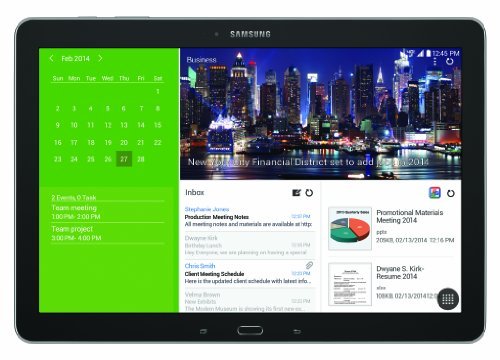 SAMSUNG
Feb 2014
Sun Mon Tue Wed Thu Fri Sat
1
2 3 4 5 6 7 8
9 10 11 12 13 14 15
16 17 18 19 20 21 22
23 24 25 26 27 28
2 Events, 0 Task
Team meeting
1:00 PM- 2:00 PM
Team project
3:00 PM- 4:00 PM
12:45 PM
Business
New York City Financial District set to add jobs in 2014
Inbox
Stephanie Jones
Production Meeting Notes
All meeting notes and materials are available at http:
Dwayne Kirk
Birthday Lunch
Hey Everyone, we are planning on having a special
Chris Smith
Client Meeting Schedule
Here is the updated client schedule with latest info...
Velma Brown
New Exhibit
The Modern Museum is showing its first ever
2013 Quarterly Sales
Promotional Materials
Meeting 2014
pptx
209KB, 02/13/2014 12:16 PM
Dwyane S. Kirk-
Resume 2014
xlsx
108KB, 02/13/2014